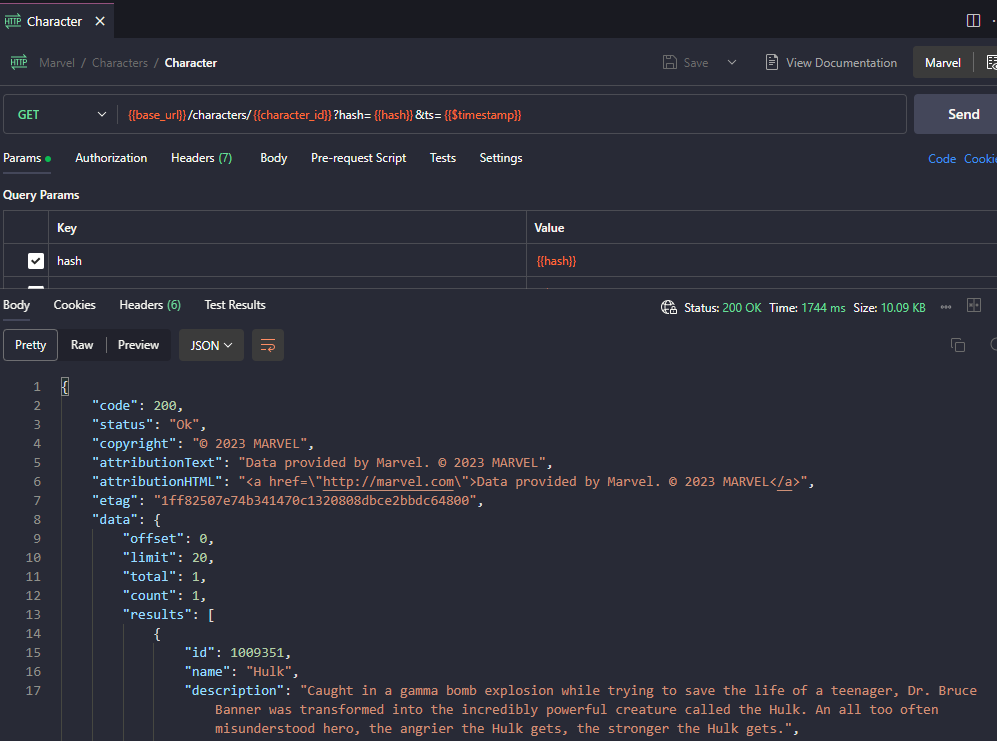 HTTP Character
HTTP Marvel / Characters / Character Save View Documentation Marvel
GET {{base_url}}/characters/{{character_id}}?hash={{hash}}&ts={{$timestamp}} Send
Params Authorization Headers (7) Body Pre-request Script Tests Settings Code Cookie
Query Params
Key Value
hash {{hash}}
Body Cookies Headers (6) Test Results Status: 200 OK Time: 1744 ms Size: 10.09 KB
Pretty Raw Preview JSON
1 {
2 "code": 200,
3 "status": "Ok",
4 "copyright": "© 2023 MARVEL",
5 "attributionText": "Data provided by Marvel. © 2023 MARVEL",
6 "attributionHTML": "<a href=\"http://marvel.com\">Data provided by Marvel. © 2023 MARVEL</a>",
7 "etag": "1ff82507e74b341470c1320808dbce2bbdc64800",
8 "data": {
9 "offset": 0,
10 "limit": 20,
11 "total": 1,
12 "count": 1,
13 "results": [
14 {
15 "id": 1009351,
16 "name": "Hulk",
17 "description": "Caught in a gamma bomb explosion while trying to save the life of a teenager, Dr. Bruce
Banner was transformed into the incredibly powerful creature called the Hulk. An all too often
misunderstood hero, the angrier the Hulk gets, the stronger the Hulk gets.",